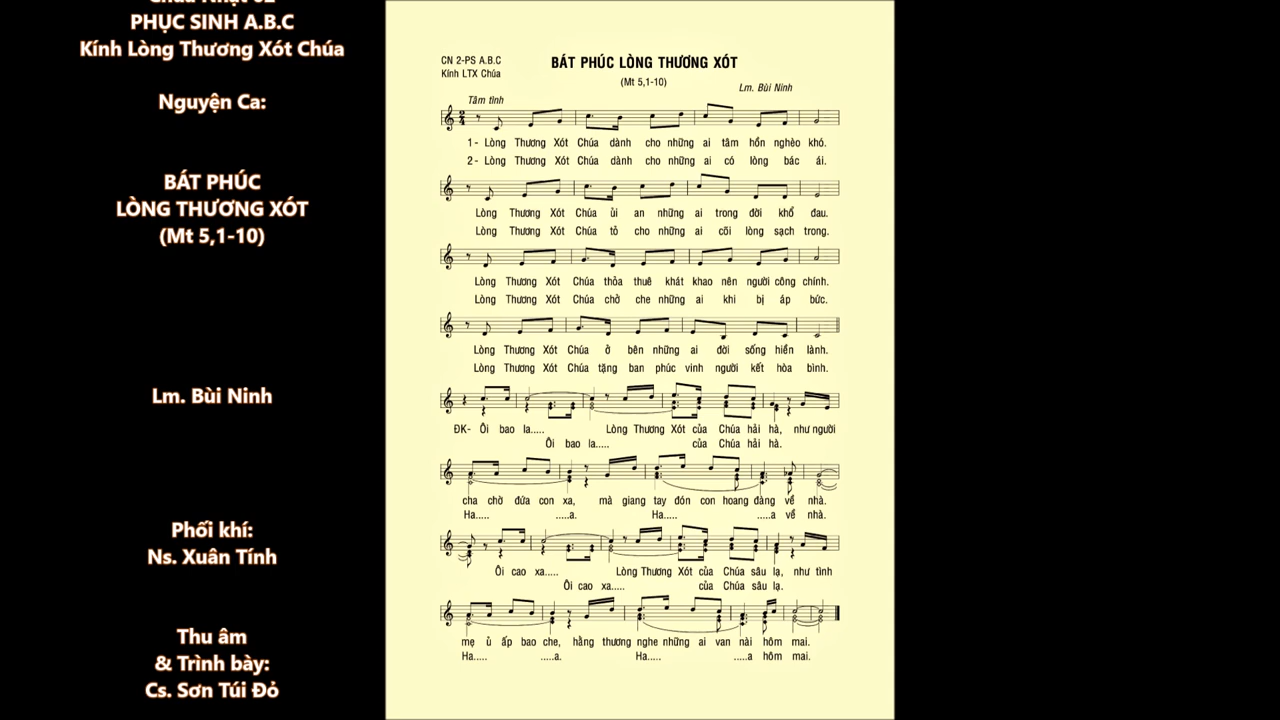 Chúa Nhật 02
PHỤC SINH A.B.C
Kính Lòng Thương Xót Chúa
Nguyện Ca:
BÁT PHÚC
LÒNG THƯƠNG XÓT
(Mt 5,1-10)
Lm. Bùi Ninh
Phối khí:
Ns. Xuân Tính
Thu âm
& Trình bày:
Cs. Sơn Túi Đỏ
CN 2-PS A.B.C
Kính LTX Chúa
BÁT PHÚC LÒNG THƯƠNG XÓT
(Mt 5,1-10)
Lm. Bùi Ninh
Tâm tình
1- Lòng Thương Xót Chúa dành cho những ai tâm hồn nghèo khó.
2- Lòng Thương Xót Chúa dành cho những ai có lòng bác ái.
Lòng Thương Xót Chúa ủi an những ai trong đời khổ đau.
Lòng Thương Xót Chúa tỏ cho những ai cõi lòng sạch trong.
Lòng Thương Xót Chúa thỏa thuê khát khao nên người công chính.
Lòng Thương Xót Chúa chở che những ai khi bị áp bức.
Lòng Thương Xót Chúa ở bên những ai đời sống hiền lành.
Lòng Thương Xót Chúa tặng ban phúc vinh người kết hòa bình.
ĐK- Ôi bao la..... Lòng Thương Xót của Chúa hải hà, như người
Ôi bao la.... của Chúa hải hà.
cha chờ đứa con xa, mà giang tay đón con hoang đàng về nhà.
Ha..... .....a. Ha..... .....a về nhà.
Ôi cao xa..... Lòng Thương Xót của Chúa sâu lạ, như tình
Ôi cao xa..... của Chúa sâu lạ.
mẹ ủ ấp bao che, hằng thương nghe những ai van nài hôm mai.
Ha..... ....a. Ha..... .....a hôm mai.